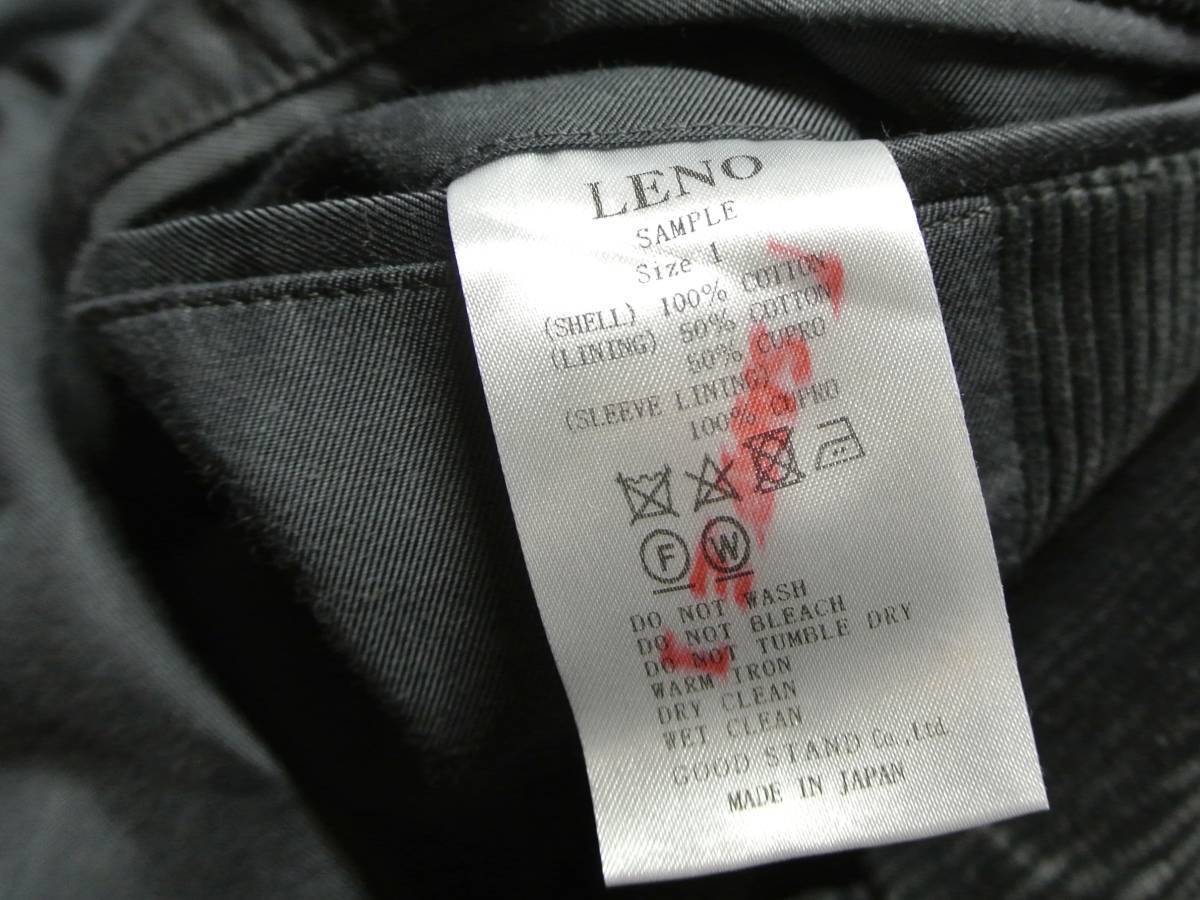 LENO
SAMPLE
Size 1
(SHELL) 100% COTTON
(LINING) 50% COTTON
50% CUPRO
(SLEEVE LINING)
100% CUPRO
F W
DO NOT WASH
DO NOT BLEACH
DO NOT TUMBLE DRY
WARM IRON
DRY CLEAN
WET CLEAN
GOOD STAND Co.,Ltd.
MADE IN JAPAN